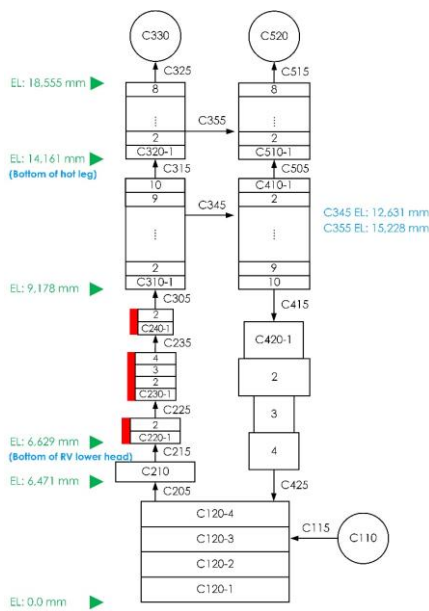 C330 C520
C325 C515
EL: 18,555 mm 8 8
⋮ ⋮
C355
2 2
EL: 14,161 mm C320-1 C510-1
(Bottom of hot leg) C315 C505
10 C410-1
9 2
C345 C345 EL: 12,631 mm
C355 EL: 15,228 mm
⋮ ⋮
2 9
EL: 9,178 mm C310-1 10
C305 C415
2
C240-1 C420-1
C235
4 2
3
2
C230-1 3
C225
2
EL: 6,629 mm C220-1 4
(Bottom of RV lower head) C215
C210
EL: 6,471 mm C205 C425
C120-4
C115
C120-3 C110
C120-2
C120-1
EL: 0.0 mm